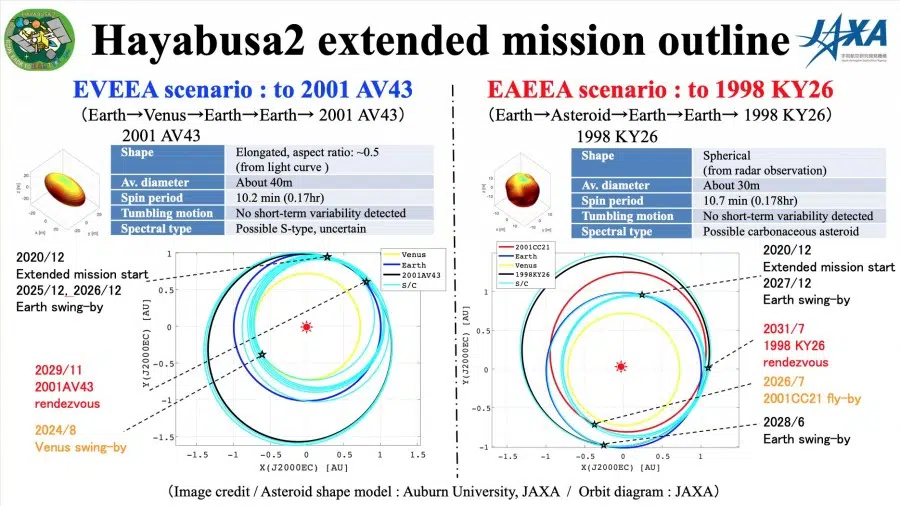 Hayabusa2 extended mission outline
JAXA
EVEEA scenario : to 2001 AV43
(Earth→Venus→Earth→Earth→ 2001 AV43)
2001 AV43
Shape Elongated, aspect ratio: ~0.5
(from light curve )
Av. diameter About 40m
Spin period 10.2 min (0.17hr)
Tumbling motion No short-term variability detected
Spectral type Possible S-type, uncertain
2020/12
Extended mission start
2025/12, 2026/12
Earth swing-by
2029/11
2001AV43
rendezvous
2024/8
Venus swing-by
Venus
Earth
2001AV43
S/C
Y(J2000EC) [AU]
1
0.5
0
-0.5
-1
-1.5
-1.5 -1 -0.5 0 0.5 1
X(J2000EC) [AU]
EAEEA scenario : to 1998 KY26
(Earth→Asteroid→Earth→Earth→ 1998 KY26)
1998 KY26
Shape Spherical
(from radar observation)
Av. diameter About 30m
Spin period 10.7 min (0.178hr)
Tumbling motion No short-term variability detected
Spectral type Possible carbonaceous asteroid
2001CC21
Earth
Venus
1998KY26
S/C
Y(J2000EC) [AU]
1
0.5
0
-0.5
-1
-1 -0.5 0 0.5 1
X(J2000EC) [AU]
2020/12
Extended mission start
2027/12
Earth swing-by
2031/7
1998 KY26
rendezvous
2026/7
2001CC21 fly-by
2028/6
Earth swing-by
(Image credit / Asteroid shape model : Auburn University, JAXA / Orbit diagram : JAXA)